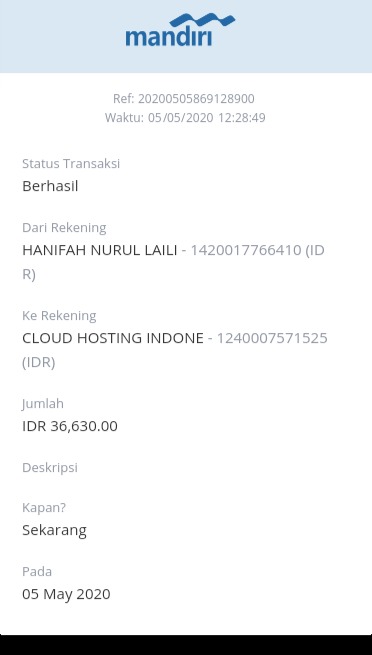 mandiri
Ref: 20200505869128900
Waktu: 05/05/2020 12:28:49
Status Transaksi
Berhasil
Dari Rekening
HANIFAH NURUL LAILI - 1420017766410 (ID
R)
Ke Rekening
CLOUD HOSTING INDONE - 1240007571525
(IDR)
Jumlah
IDR 36,630.00
Deskripsi
Kapan?
Sekarang
Pada
05 May 2020